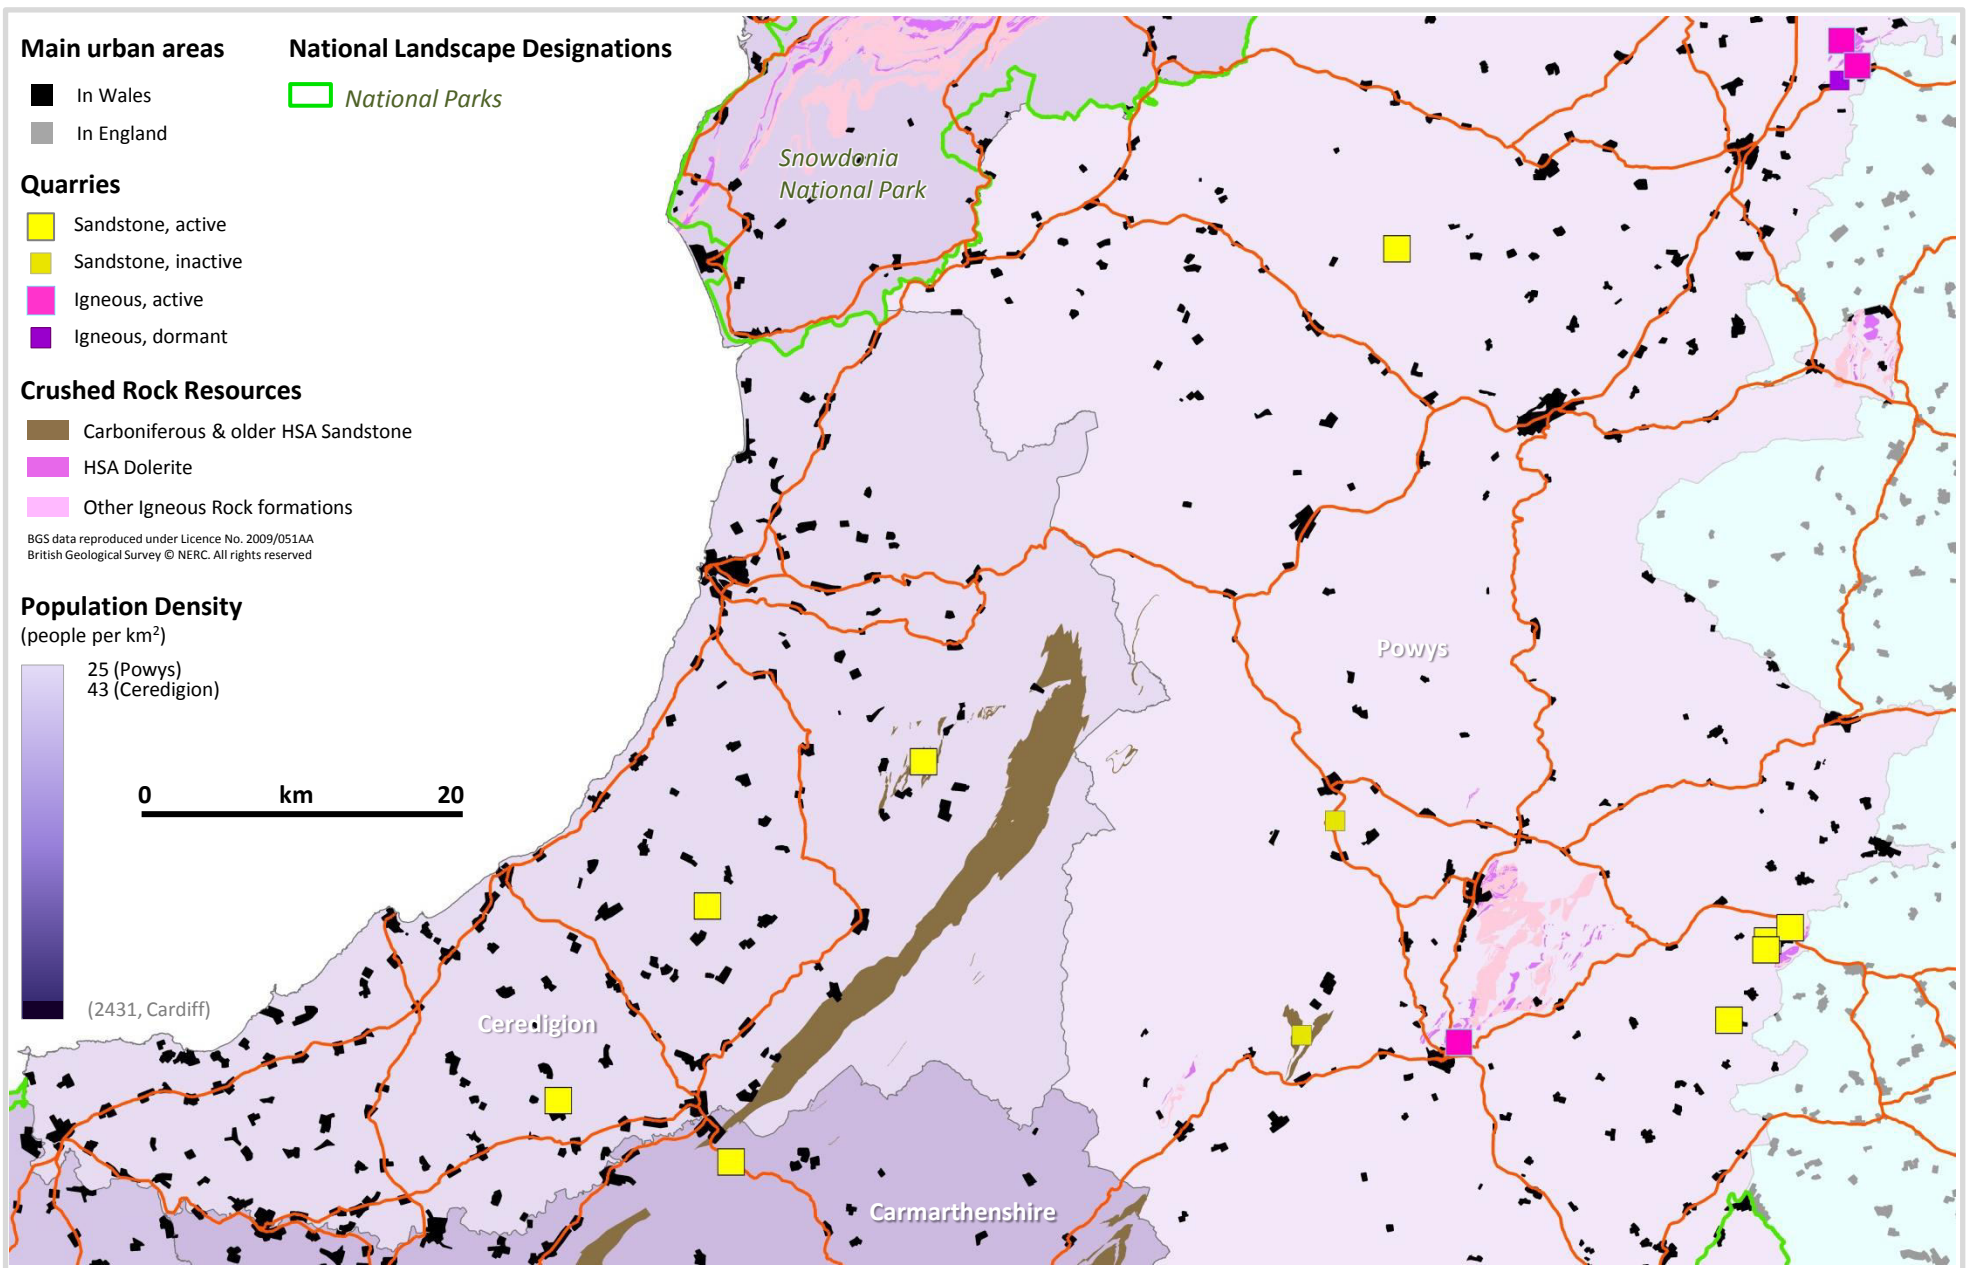 Main urban areas
In Wales
In England
National Landscape Designations
National Parks
Quarries
Sandstone, active
Sandstone, inactive
Igneous, active
Igneous, dormant
Crushed Rock Resources
Carboniferous & older HSA Sandstone
HSA Dolerite
Other Igneous Rock formations
BGS data reproduced under Licence No. 2009/051AA
British Geological Survey © NERC. All rights reserved
Population Density
(people per km²)
25 (Powys)
43 (Ceredigion)
(2431, Cardiff)
0 km 20
Snowdonia
National Park
Powys
Ceredigion
Carmarthenshire